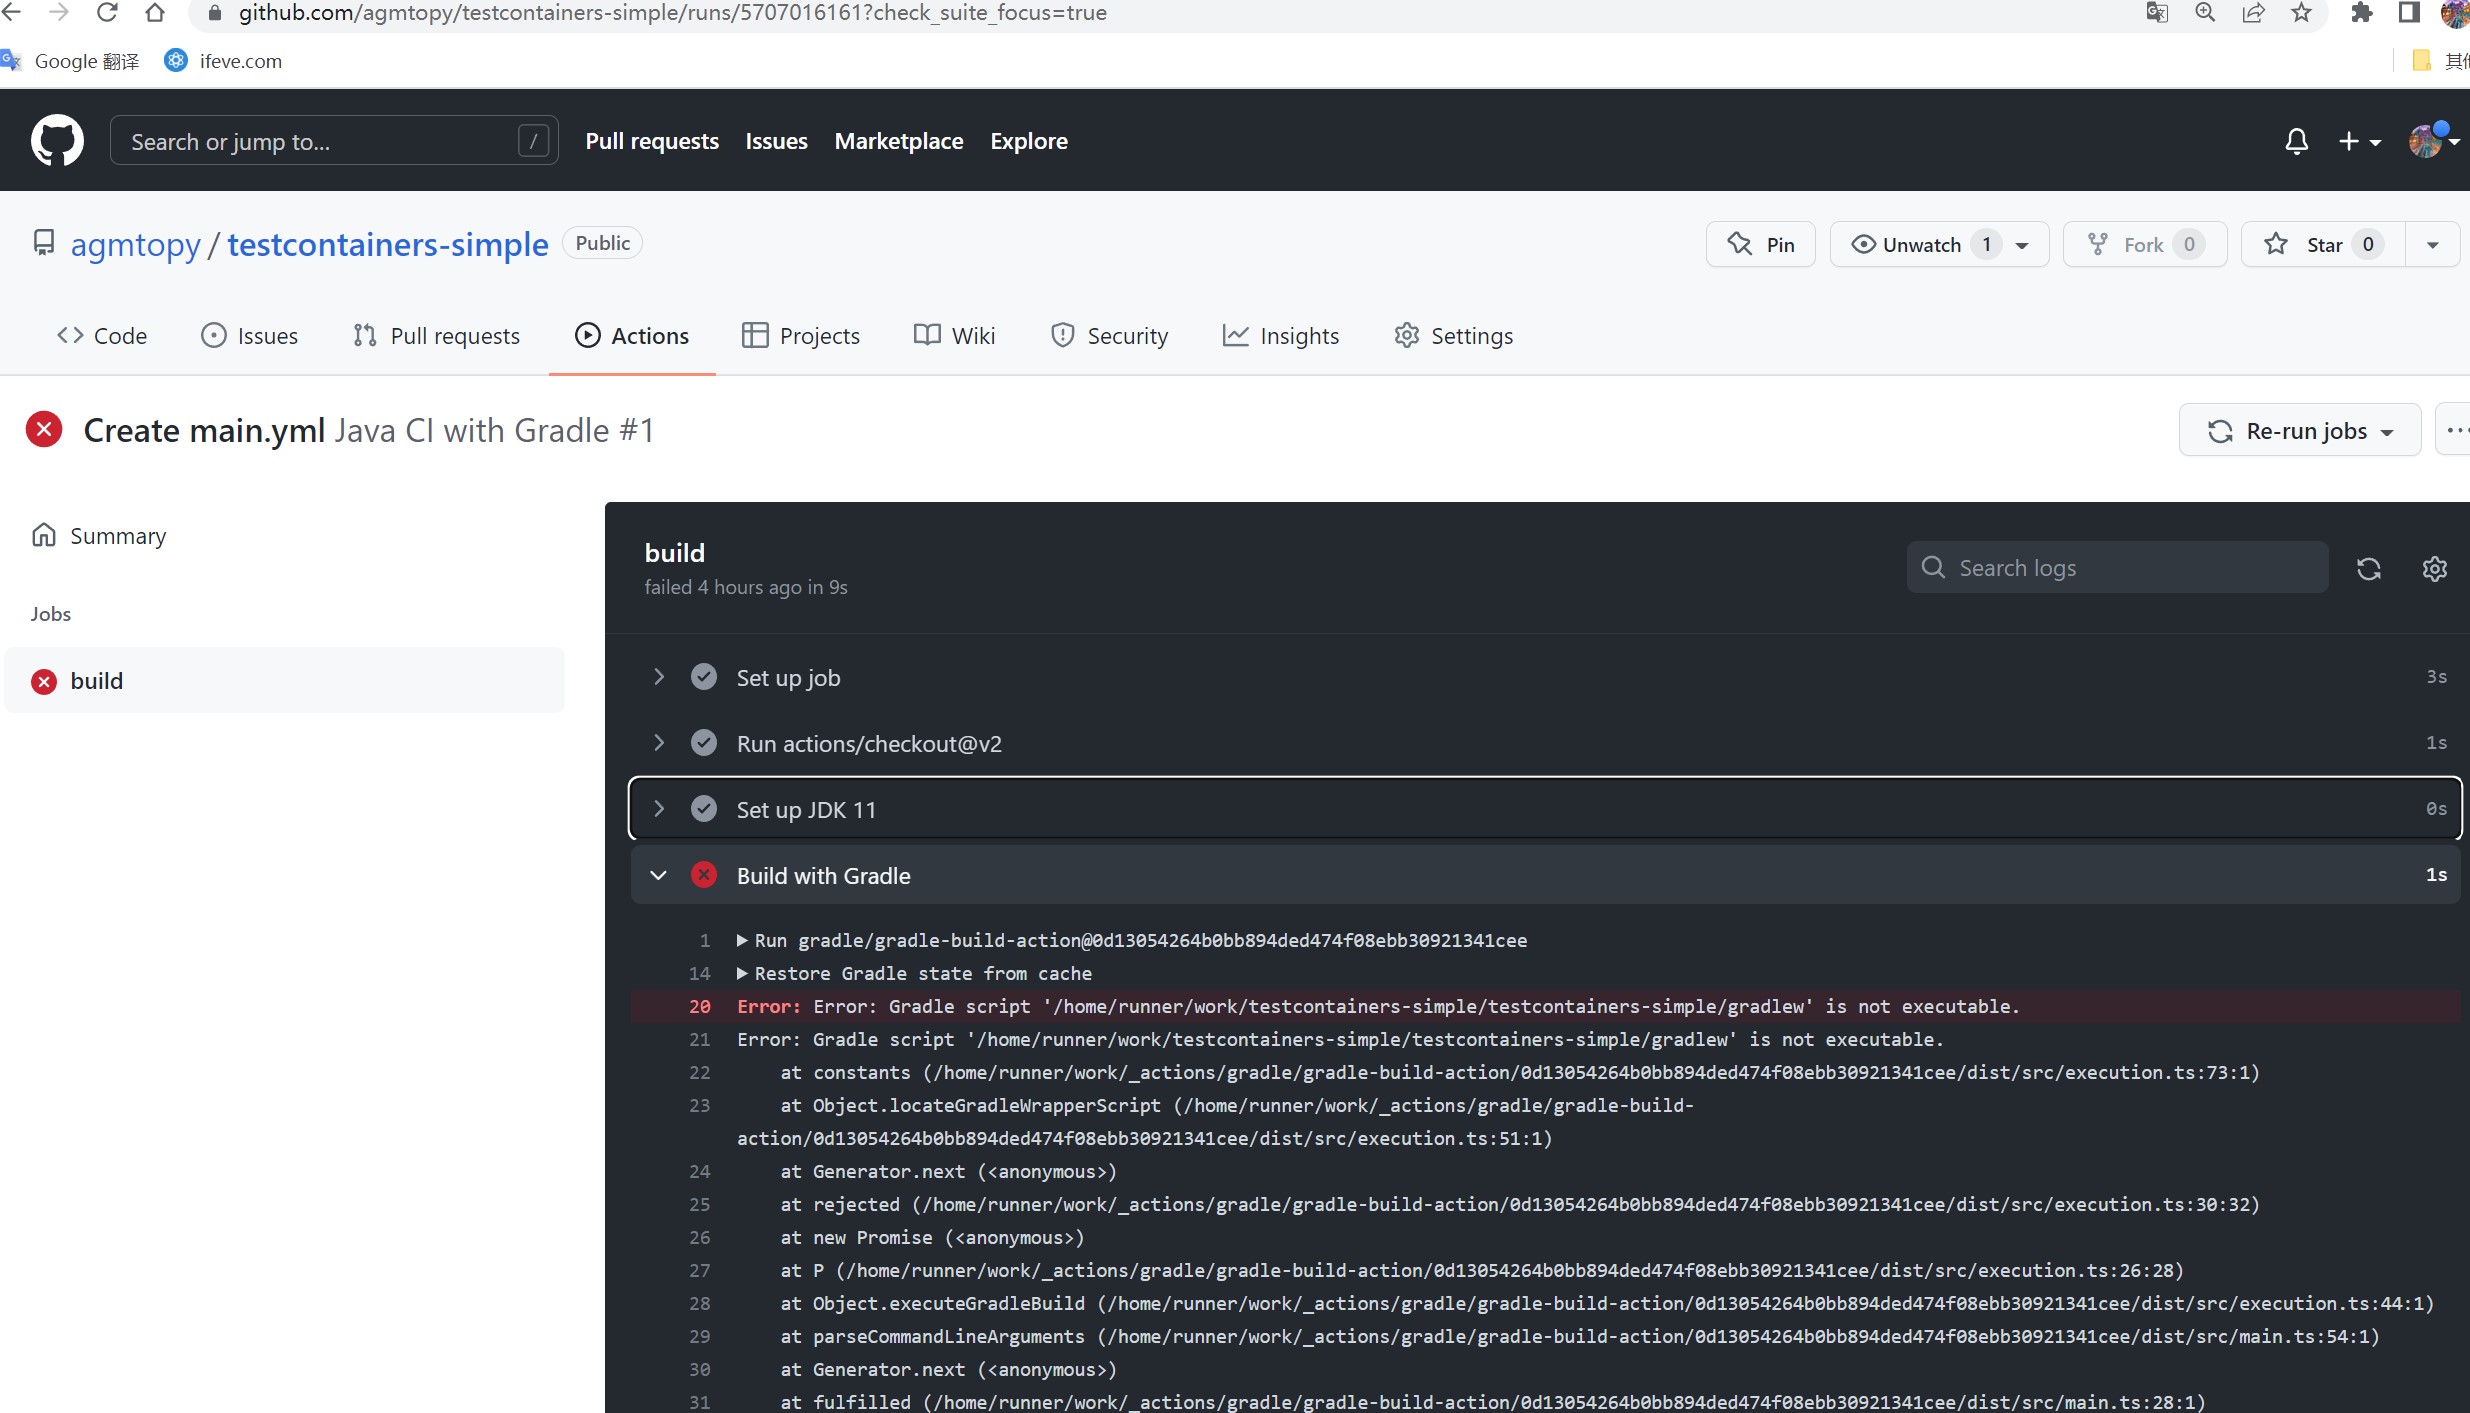 github.com/agmtopy/testcontainers-simple/runs/5707016161?check_suite_focus=true
Google 翻译
ifeve.com
Search or jump to...
/
Pull requests
Issues
Marketplace
Explore
agmtopy / testcontainers-simple
Public
Pin
Unwatch 1
Fork 0
Star 0
Code
Issues
Pull requests
Actions
Projects
Wiki
Security
Insights
Settings
Create main.yml Java CI with Gradle #1
Re-run jobs
Summary
Jobs
build
build
failed 4 hours ago in 9s
Search logs
Set up job 3s
Run actions/checkout@v2 1s
Set up JDK 11 0s
Build with Gradle 1s
1 Run gradle/gradle-build-action@0d13054264b0bb894ded474f08ebb30921341cee
14 Restore Gradle state from cache
20 Error: Error: Gradle script '/home/runner/work/testcontainers-simple/testcontainers-simple/gradlew' is not executable.
21 Error: Gradle script '/home/runner/work/testcontainers-simple/testcontainers-simple/gradlew' is not executable.
22 at constants (/home/runner/work/_actions/gradle/gradle-build-action/0d13054264b0bb894ded474f08ebb30921341cee/dist/src/execution.ts:73:1)
23 at Object.locateGradleWrapperScript (/home/runner/work/_actions/gradle/gradle-build-
action/0d13054264b0bb894ded474f08ebb30921341cee/dist/src/execution.ts:51:1)
24 at Generator.next (<anonymous>)
25 at rejected (/home/runner/work/_actions/gradle/gradle-build-action/0d13054264b0bb894ded474f08ebb30921341cee/dist/src/execution.ts:30:32)
26 at new Promise (<anonymous>)
27 at P (/home/runner/work/_actions/gradle/gradle-build-action/0d13054264b0bb894ded474f08ebb30921341cee/dist/src/execution.ts:26:28)
28 at Object.executeGradleBuild (/home/runner/work/_actions/gradle/gradle-build-action/0d13054264b0bb894ded474f08ebb30921341cee/dist/src/execution.ts:44:1)
29 at parseCommandLineArguments (/home/runner/work/_actions/gradle/gradle-build-action/0d13054264b0bb894ded474f08ebb30921341cee/dist/src/main.ts:54:1)
30 at Generator.next (<anonymous>)
31 at fulfilled (/home/runner/work/_actions/gradle/gradle-build-action/0d13054264b0bb894ded474f08ebb30921341cee/dist/src/main.ts:28:1)